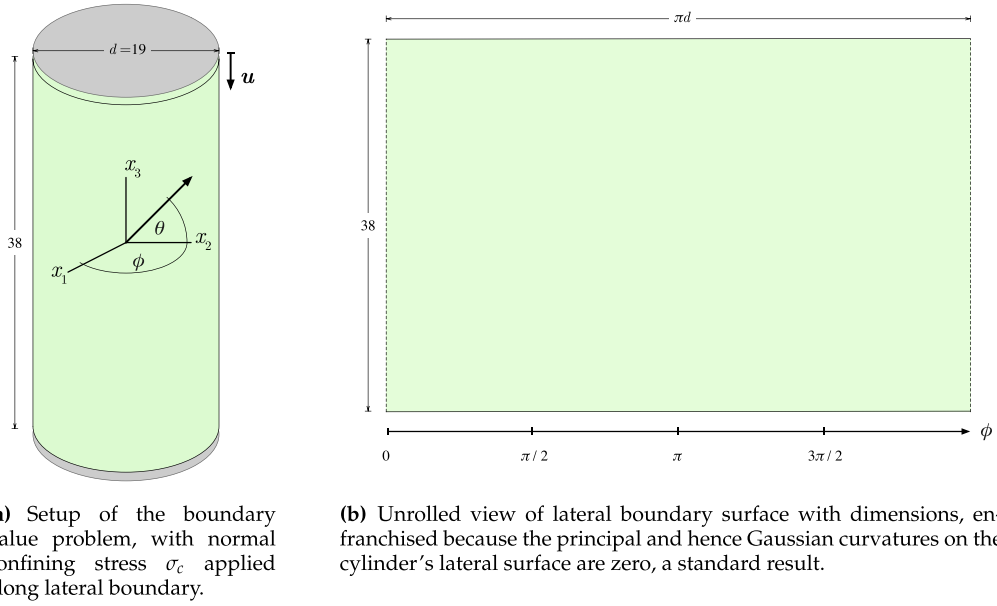 d = 19
u
38
x3
θ
x2
x1
ϕ
πd
38
0
π / 2
π
3π / 2
ϕ
) Setup of the boundary
alue problem, with normal
onfining stress σc applied
long lateral boundary.
(b) Unrolled view of lateral boundary surface with dimensions, en-
franchised because the principal and hence Gaussian curvatures on the
cylinder's lateral surface are zero, a standard result.